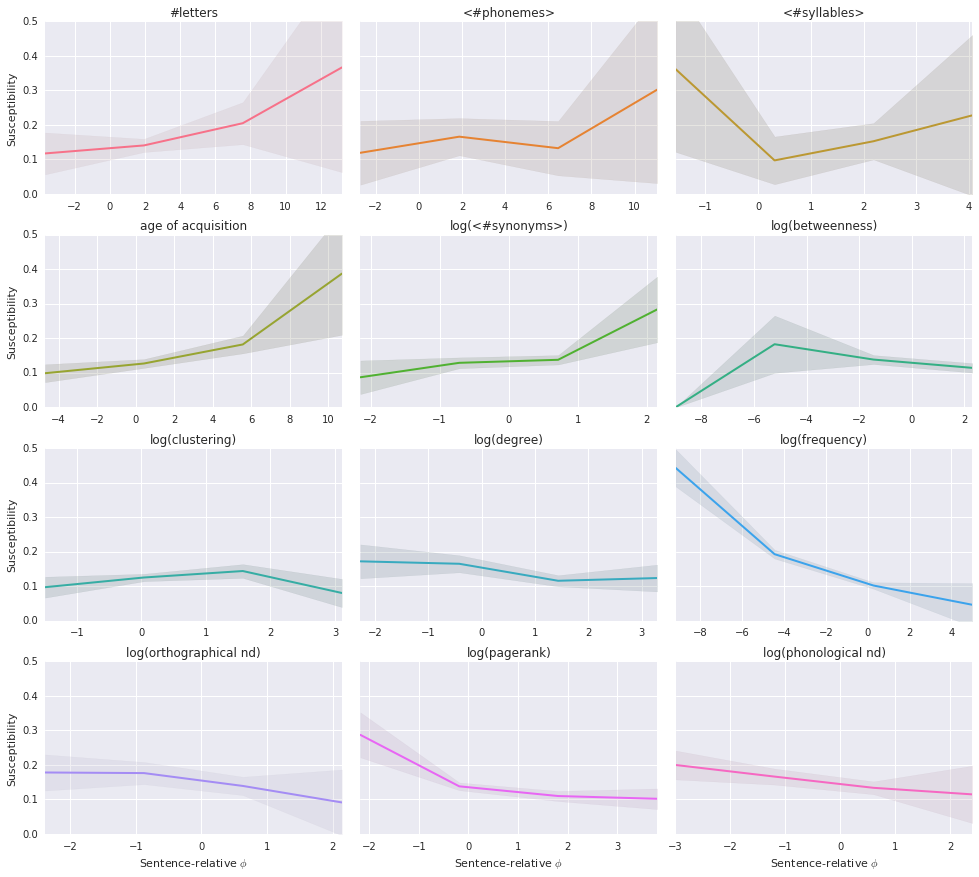 #letters <#phonemes> <#syllables>
Susceptibility
0.5
0.4
0.3
0.2
0.1
0.0
−2 0 2 4 6 8 10 12 −2 0 2 4 6 8 10 −1 0 1 2 3 4
age of acquisition log(<#synonyms>) log(betweenness)
Susceptibility
0.5
0.4
0.3
0.2
0.1
0.0
−4 −2 0 2 4 6 8 10 −2 −1 0 1 2 −8 −6 −4 −2 0 2
log(clustering) log(degree) log(frequency)
Susceptibility
0.5
0.4
0.3
0.2
0.1
0.0
−1 0 1 2 3 −2 −1 0 1 2 3 −8 −6 −4 −2 0 2 4
log(orthographical nd) log(pagerank) log(phonological nd)
Susceptibility
0.5
0.4
0.3
0.2
0.1
0.0
−2 −1 0 1 2 −2 −1 0 1 2 3 −3 −2 −1 0 1 2
Sentence-relative ϕ Sentence-relative ϕ Sentence-relative ϕ